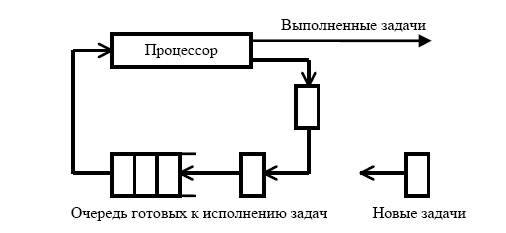 Выполненные задачи
Процессор
Очередь готовых к исполнению задач
Новые задачи